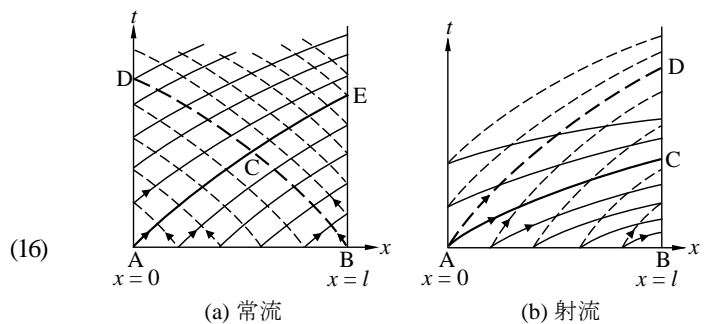 t
t
D
E
D
C
C
(16)
A
B
x
A
B
x
x = 0
x = l
x = 0
x = l
(a) 常流
(b) 射流